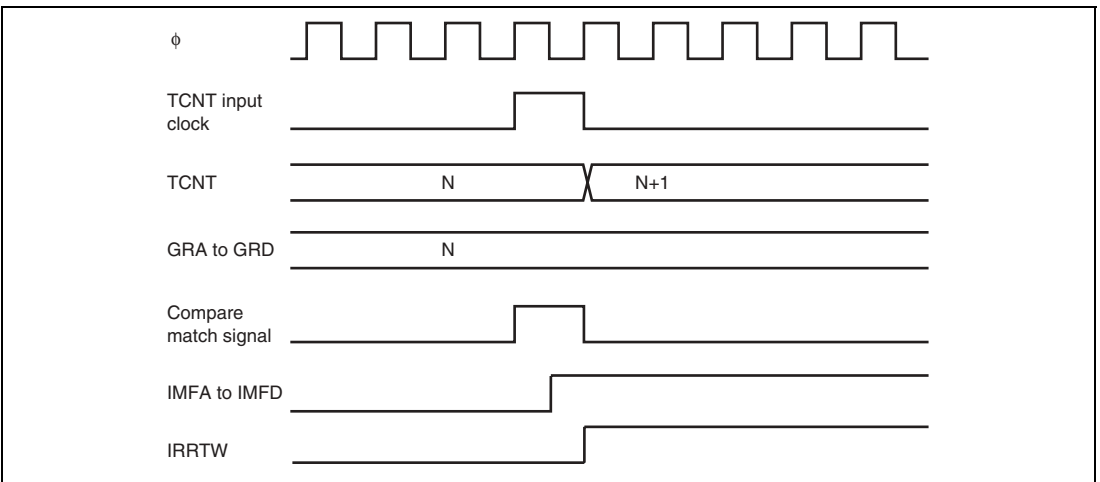 ϕ
TCNT input
clock
TCNT
N
N+1
GRA to GRD
N
Compare
match signal
IMFA to IMFD
IRRTW